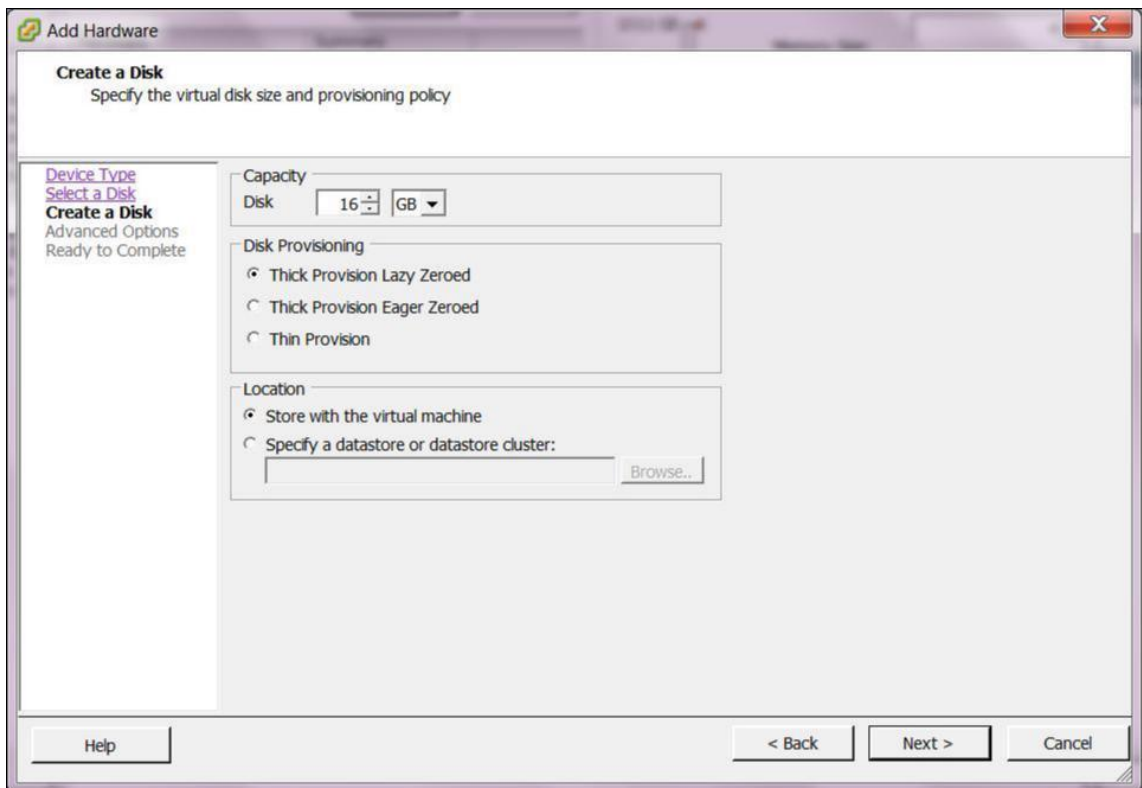 Add Hardware
Create a Disk
Specify the virtual disk size and provisioning policy
Device Type
Select a Disk
Create a Disk
Advanced Options
Ready to Complete
Capacity
Disk 16 GB
Disk Provisioning
Thick Provision Lazy Zeroed
Thick Provision Eager Zeroed
Thin Provision
Location
Store with the virtual machine
Specify a datastore or datastore cluster:
Browse..
Help < Back Next > Cancel